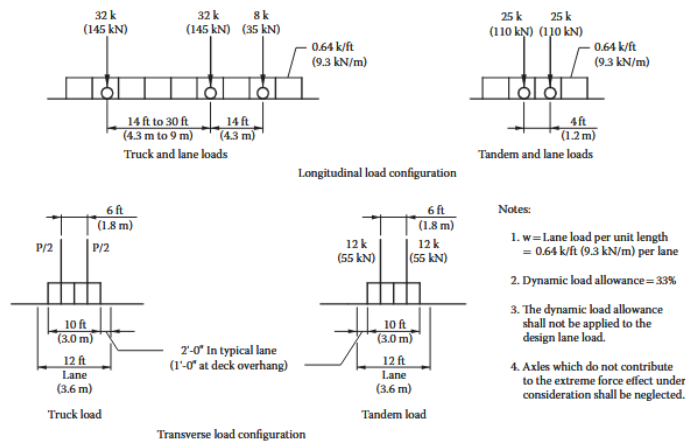 32 k
(145 kN)
32 k
(145 kN)
8 k
(35 kN)
0.64 k/ft
(9.3 kN/m)
14 ft to 30 ft
(4.3 m to 9 m)
14 ft
(4.3 m)
Truck and lane loads
25 k
(110 kN)
25 k
(110 kN)
0.64 k/ft
(9.3 kN/m)
4 ft
(1.2 m)
Tandem and lane loads
Longitudinal load configuration
6 ft
(1.8 m)
P/2
P/2
10 ft
(3.0 m)
12 ft
Lane
(3.6 m)
Truck load
2'-0" In typical lane
(1'-0" at deck overhang)
6 ft
(1.8 m)
12 k
(55 kN)
12 k
(55 kN)
10 ft
(3.0 m)
12 ft
Lane
(3.6 m)
Tandem load
Transverse load configuration
Notes:
1. w = Lane load per unit length
= 0.64 k/ft (9.3 kN/m) per lane
2. Dynamic load allowance = 33%
3. The dynamic load allowance
shall not be applied to the
design lane load.
4. Axles which do not contribute
to the extreme force effect under
consideration shall be neglected.